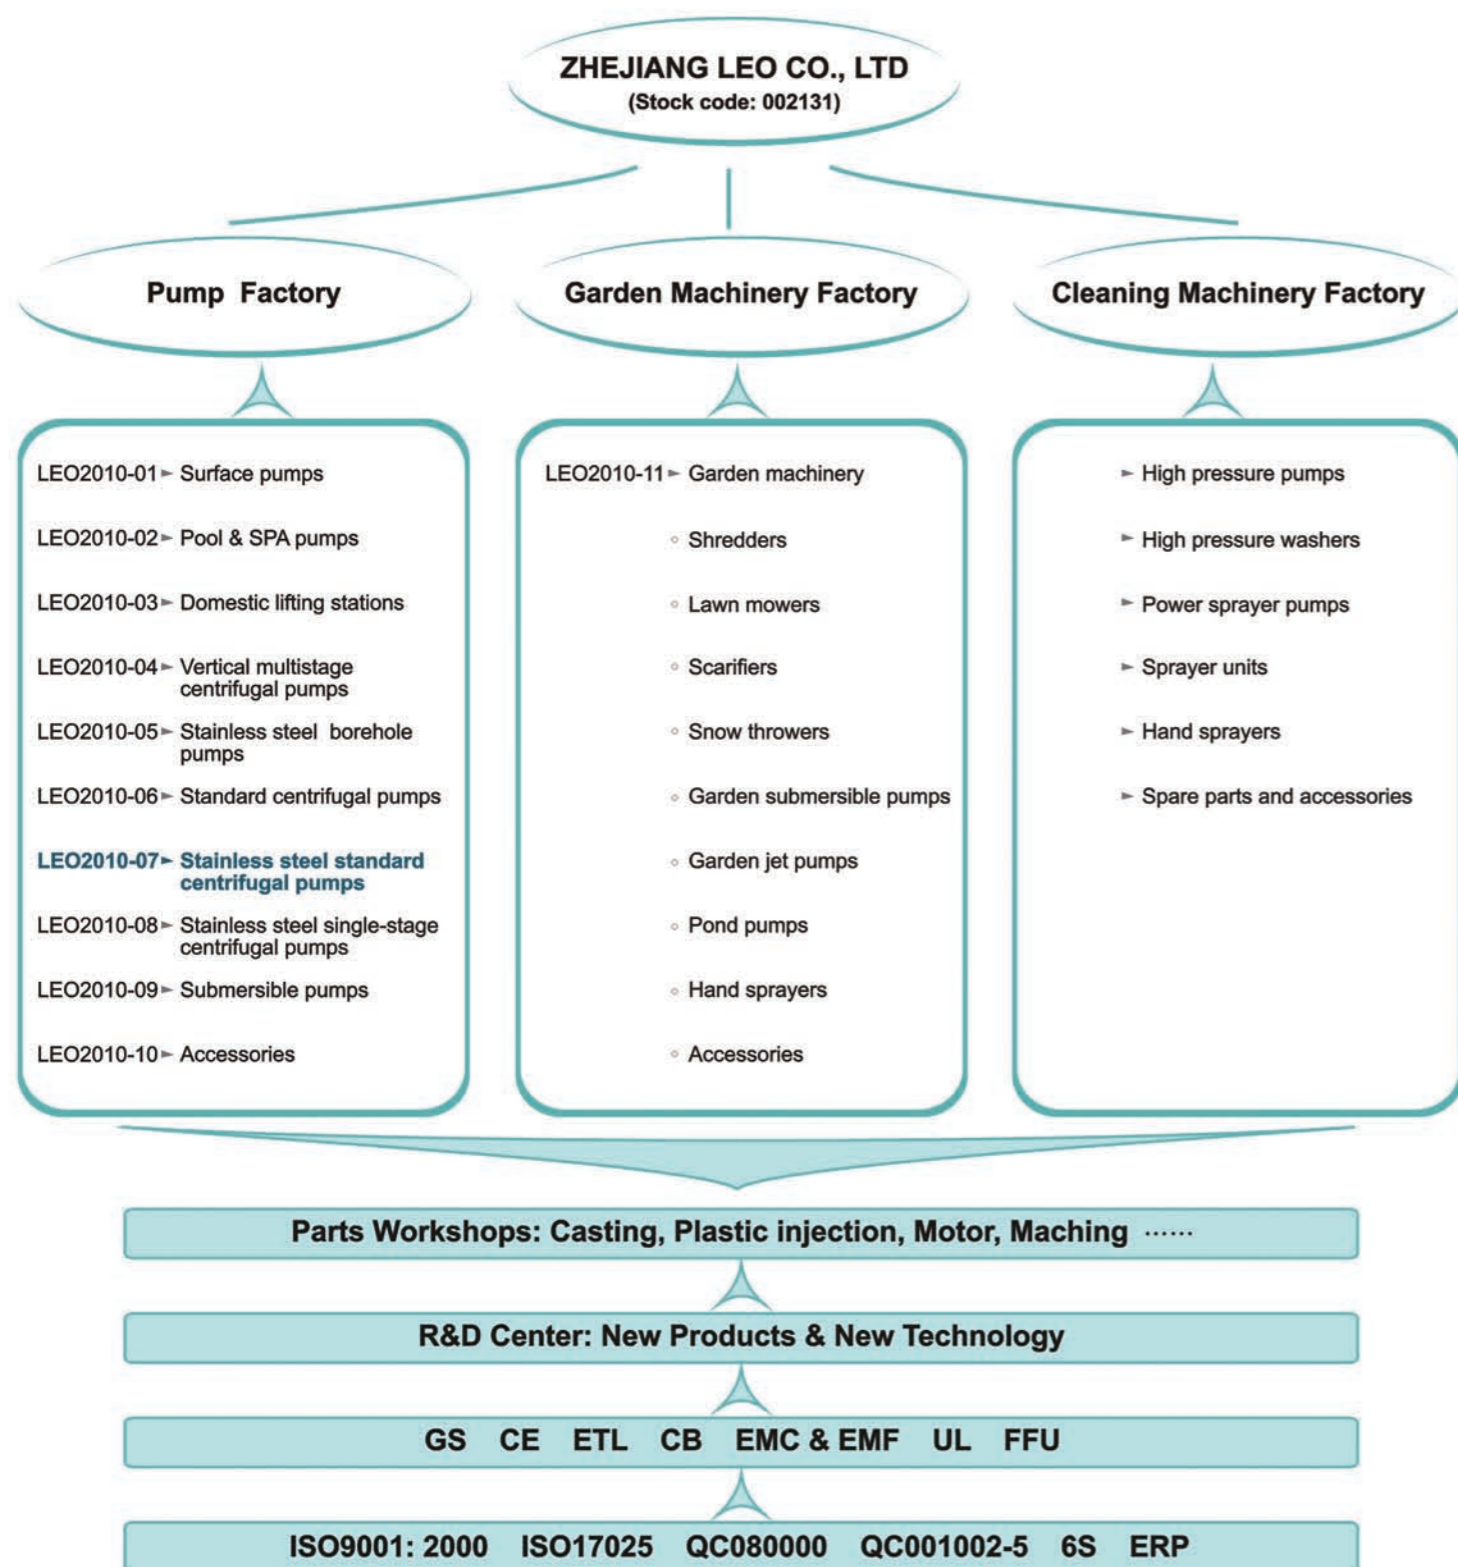 ZHEJIANG LEO CO., LTD
(Stock code: 002131)
Pump Factory
LEO2010-01 Surface pumps
LEO2010-02 Pool & SPA pumps
LEO2010-03 Domestic lifting stations
LEO2010-04 Vertical multistage
centrifugal pumps
LEO2010-05 Stainless steel borehole
pumps
LEO2010-06 Standard centrifugal pumps
LEO2010-07 Stainless steel standard
centrifugal pumps
LEO2010-08 Stainless steel single-stage
centrifugal pumps
LEO2010-09 Submersible pumps
LEO2010-10 Accessories
Garden Machinery Factory
LEO2010-11 Garden machinery
Shredders
Lawn mowers
Scarifiers
Snow throwers
Garden submersible pumps
Garden jet pumps
Pond pumps
Hand sprayers
Accessories
Cleaning Machinery Factory
High pressure pumps
High pressure washers
Power sprayer pumps
Sprayer units
Hand sprayers
Spare parts and accessories
Parts Workshops: Casting, Plastic injection, Motor, Maching ······
R&D Center: New Products & New Technology
GS CE ETL CB EMC & EMF UL FFU
ISO9001: 2000 ISO17025 QC080000 QC001002-5 6S ERP